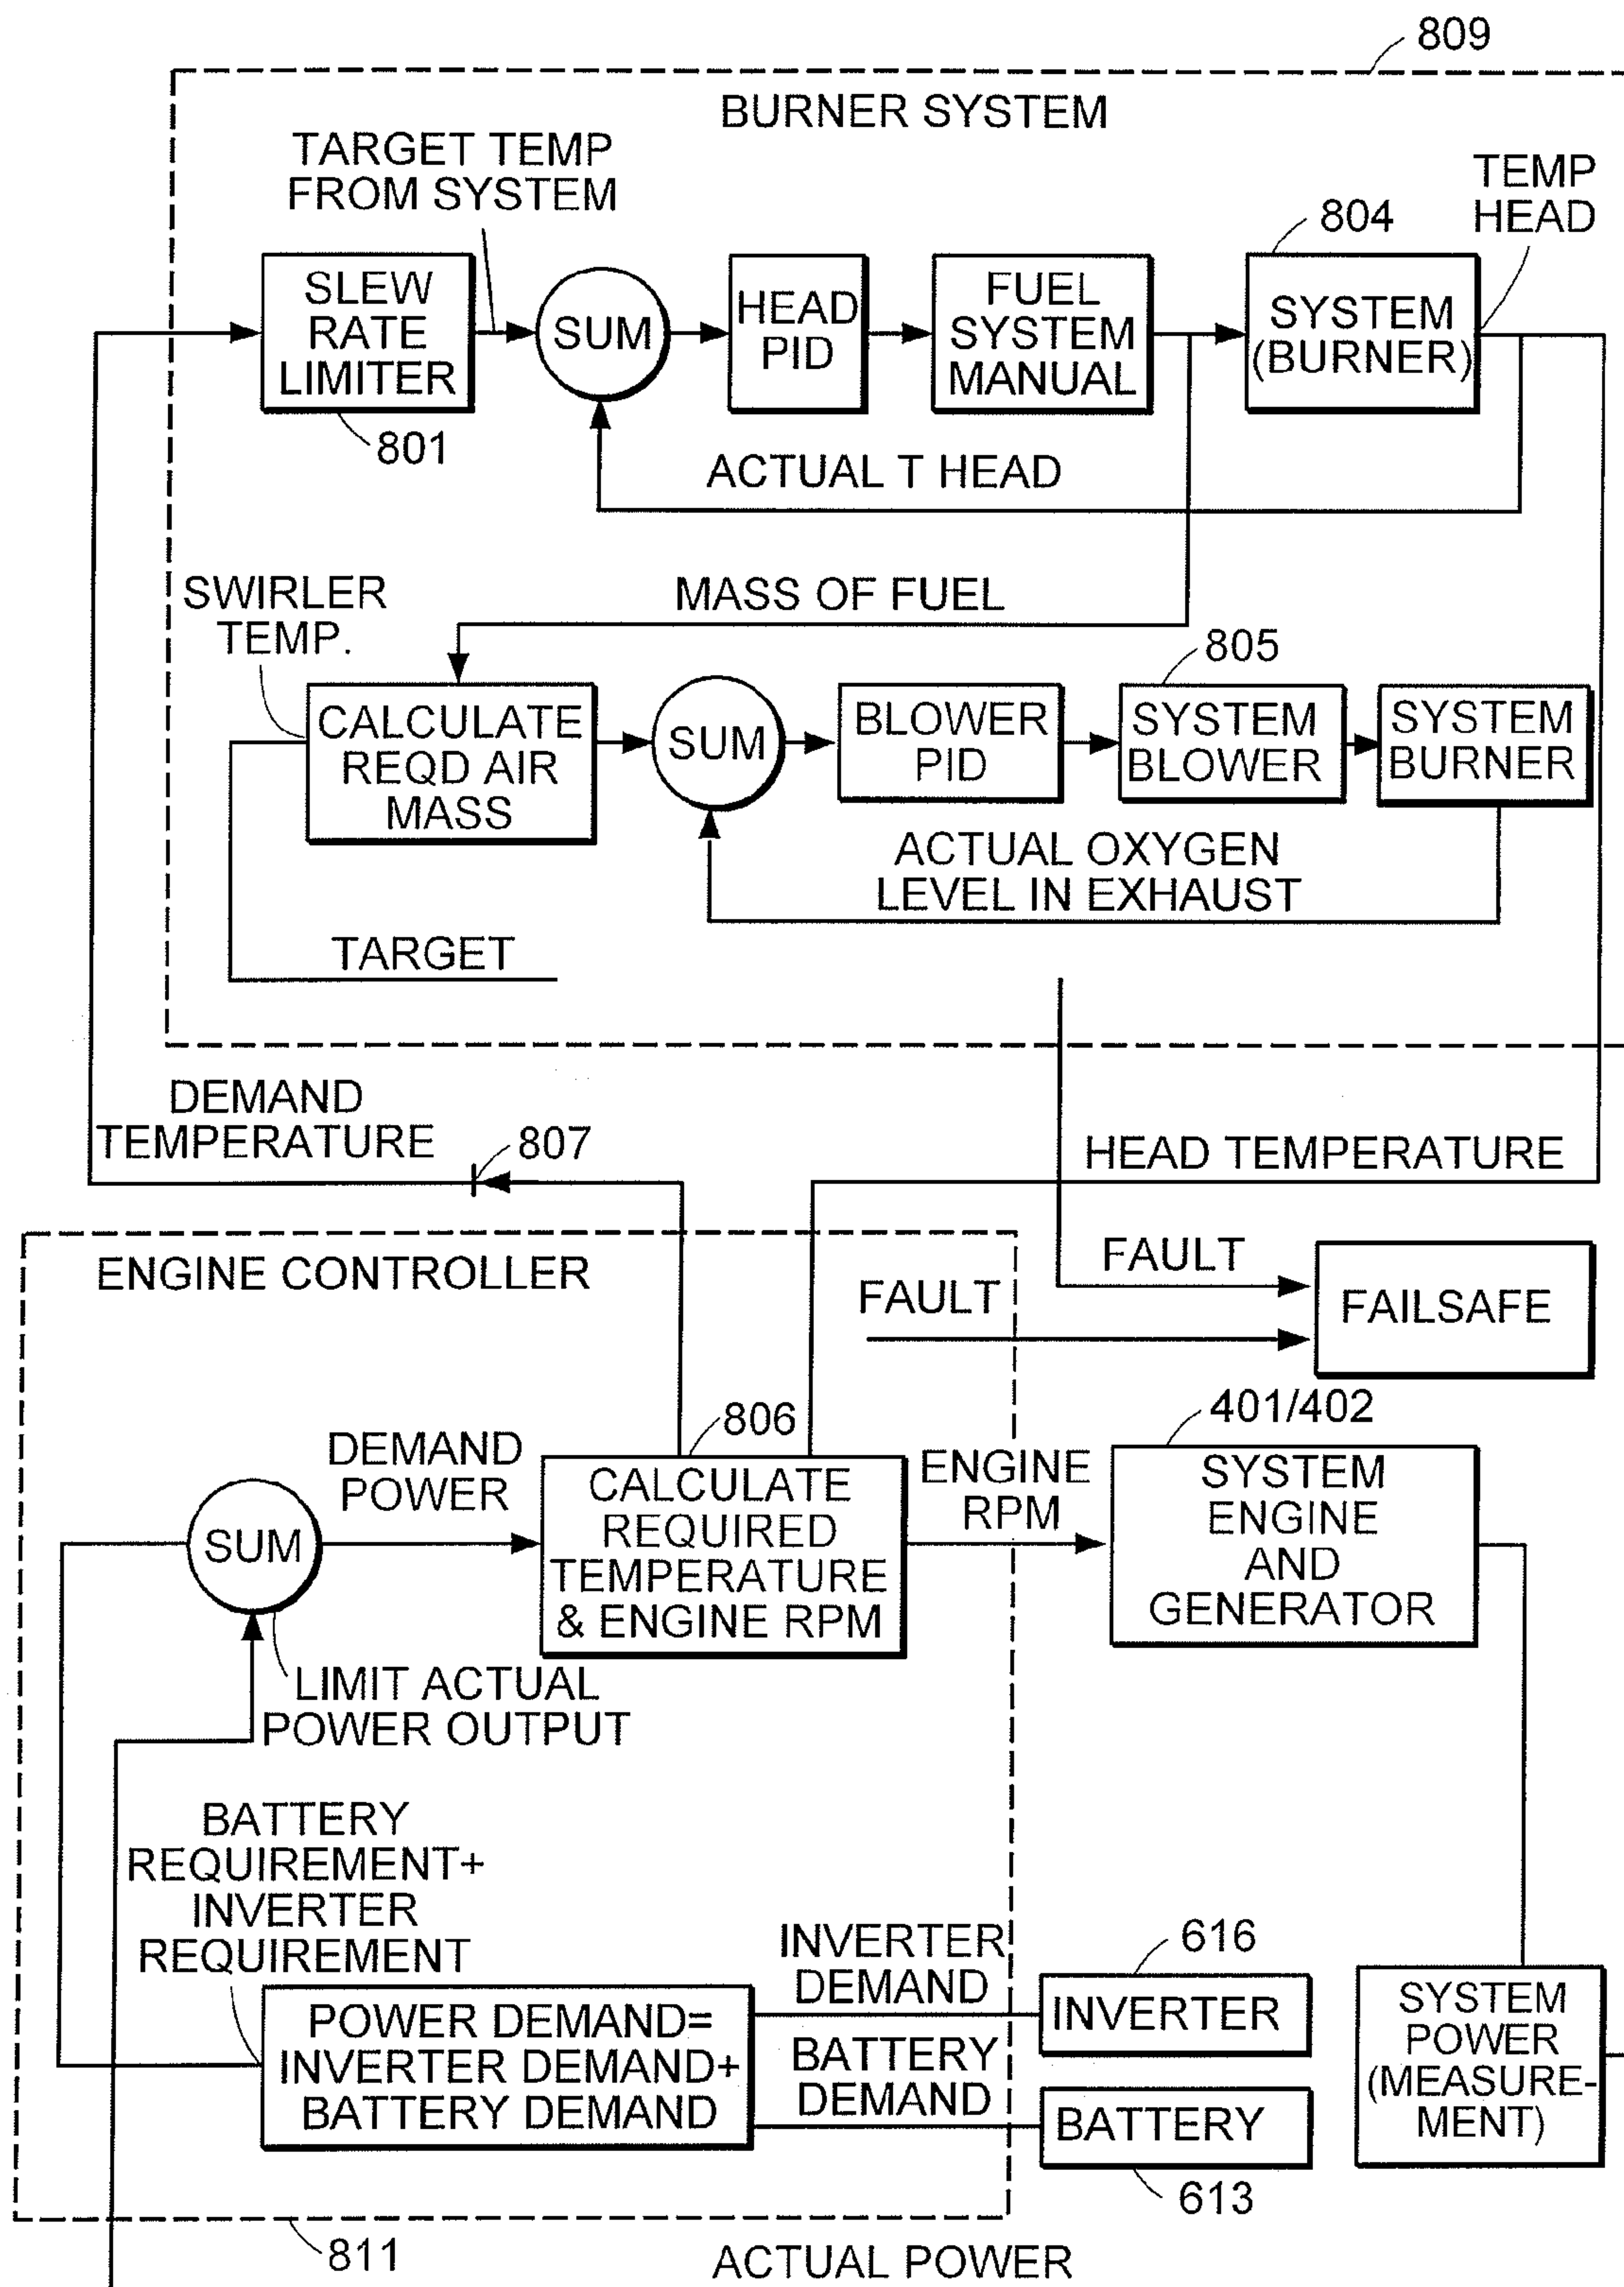 809
BURNER SYSTEM
TARGET TEMP
FROM SYSTEM
TEMP
HEAD
804
SLEW
RATE
LIMITER
SUM
HEAD
PID
FUEL
SYSTEM
MANUAL
SYSTEM
(BURNER)
801
ACTUAL T HEAD
SWIRLER
TEMP.
MASS OF FUEL
805
CALCULATE
REQD AIR
MASS
SUM
BLOWER
PID
SYSTEM
BLOWER
SYSTEM
BURNER
ACTUAL OXYGEN
LEVEL IN EXHAUST
TARGET
DEMAND
TEMPERATURE
807
HEAD TEMPERATURE
ENGINE CONTROLLER
FAULT
FAULT
FAILSAFE
806
401/402
DEMAND
POWER
SUM
CALCULATE
REQUIRED
TEMPERATURE
& ENGINE RPM
ENGINE
RPM
SYSTEM
ENGINE
AND
GENERATOR
LIMIT ACTUAL
POWER OUTPUT
BATTERY
REQUIREMENT+
INVERTER
REQUIREMENT
INVERTER
DEMAND
616
INVERTER
POWER DEMAND=
INVERTER DEMAND+
BATTERY DEMAND
BATTERY
DEMAND
BATTERY
613
SYSTEM
POWER
(MEASURE-
MENT)
811
ACTUAL POWER